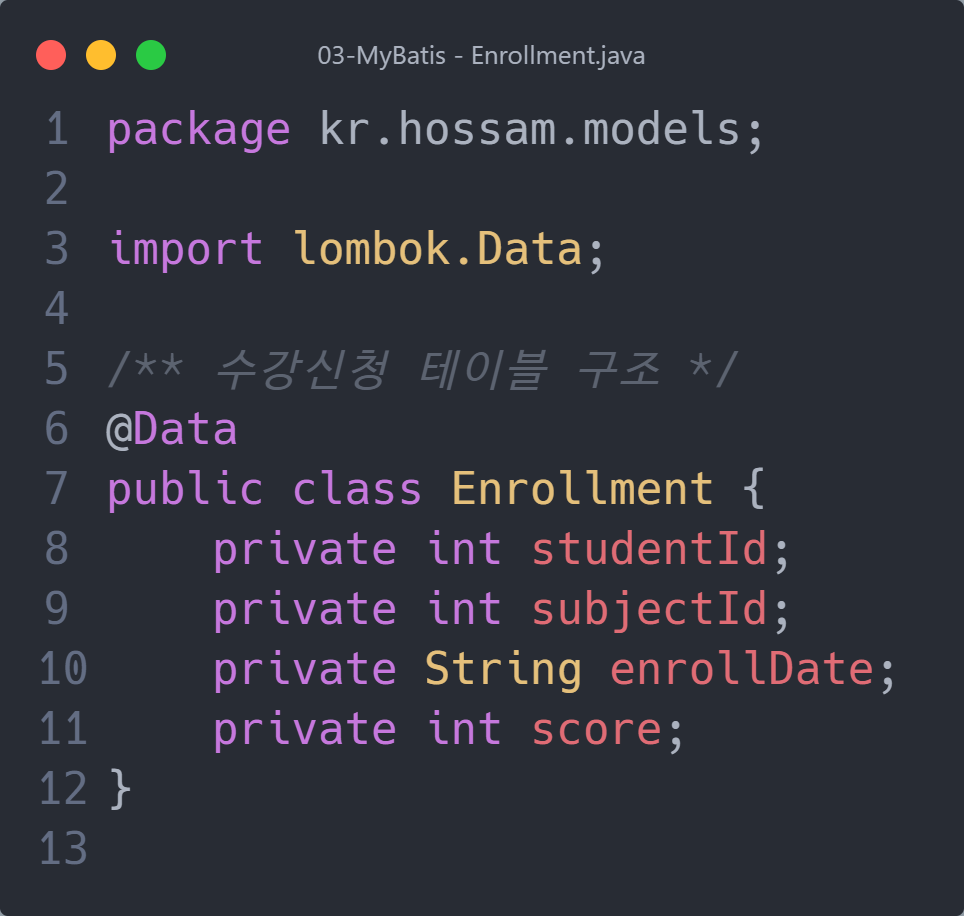 03-MyBatis - Enrollment.java
1 package kr.hossam.models;
2
3 import lombok.Data;
4
5 /** 수강신청 테이블 구조 */
6 @Data
7 public class Enrollment {
8     private int studentId;
9     private int subjectId;
10     private String enrollDate;
11     private int score;
12 }
13